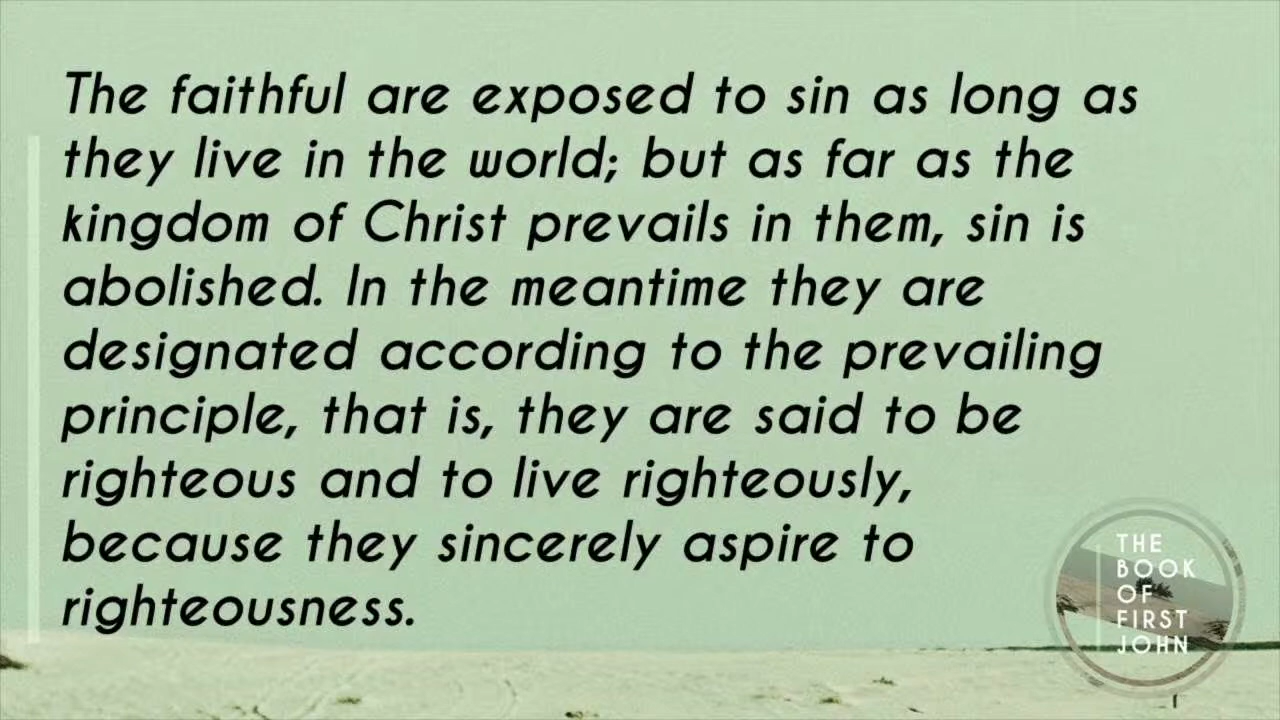 The faithful are exposed to sin as long as
they live in the world; but as far as the
kingdom of Christ prevails in them, sin is
abolished. In the meantime they are
designated according to the prevailing
principle, that is, they are said to be
righteous and to live righteously,
because they sincerely aspire to
righteousness.
THE
BOOK
OF
FIRST
JOHN